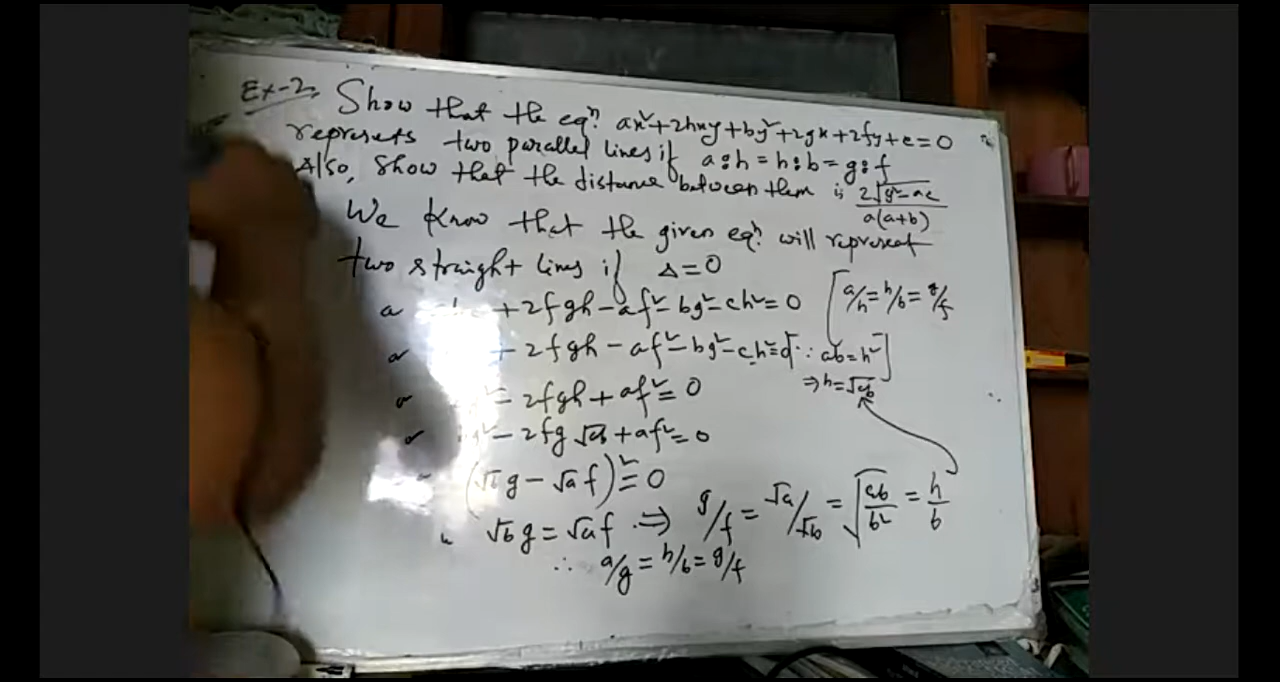 Ex-2. Show that the eqn. ax²+2hxy+by²+2gx+2fy+c=0
represets two parallel lines if a:h = h:b = g:f
Also, show that the distance between them is 2√g²-ac / a(a+b)
We know that the given eqn. will represent
two straight lines if Δ=0
+2fgh-af²-bg²-ch²=0 [a/h = h/b = g/f
+ 2fgh - af²-bg²-ch²=0 [∵ ab=h²]
⇒h=√ab
- 2fgh + af²=0
- 2fg√ab + af²=0
(√b g - √a f)²=0
√b g = √a f ⇒ g/f = √a/√b = √ab/b² = h/b
∴ a/g = h/b = g/f